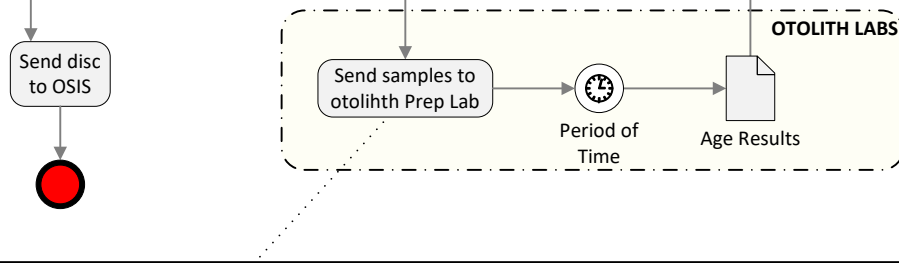 OTOLITH LABS
Send disc
to OSIS
Send samples to
otolihth Prep Lab
Period of
Time
Age Results